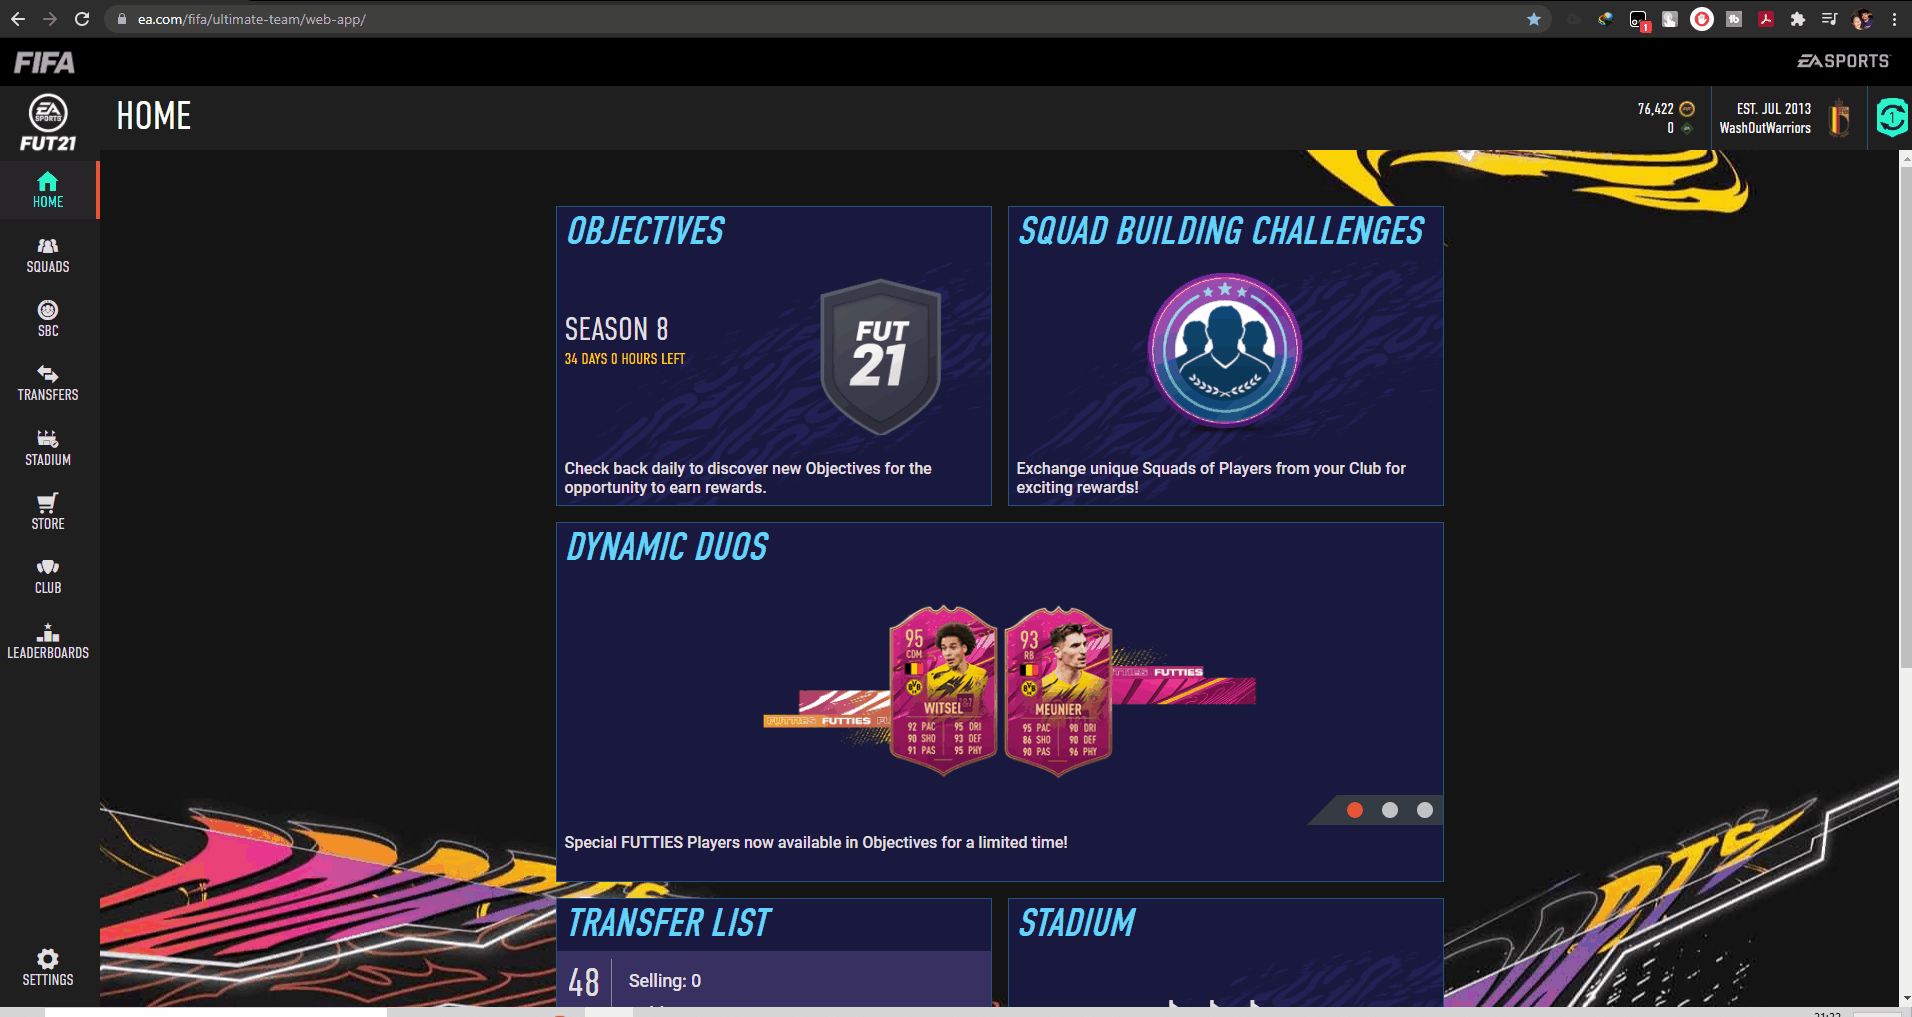 ea.com/fifa/ultimate-team/web-app/
1
FIFA
EA SPORTS
EA
SPORTS
FUT21
HOME
76,422
0
EST. JUL 2013
WashOutWarriors
1
HOME
SQUADS
SBC
TRANSFERS
STADIUM
STORE
CLUB
LEADERBOARDS
SETTINGS
OBJECTIVES
SEASON 8
34 DAYS 0 HOURS LEFT
FUT
21
Check back daily to discover new Objectives for the
opportunity to earn rewards.
SQUAD BUILDING CHALLENGES
Exchange unique Squads of Players from your Club for
exciting rewards!
DYNAMIC DUOS
95
CDM
WITSEL
92 PAC 95 DRI
90 SHO 93 DEF
91 PAS 95 PHY
93
RB
MEUNIER
95 PAC 90 DRI
86 SHO 90 DEF
90 PAS 96 PHY
FUTTIES FUTTIES
FUTTIES
Special FUTTIES Players now available in Objectives for a limited time!
TRANSFER LIST
48
Selling: 0
STADIUM